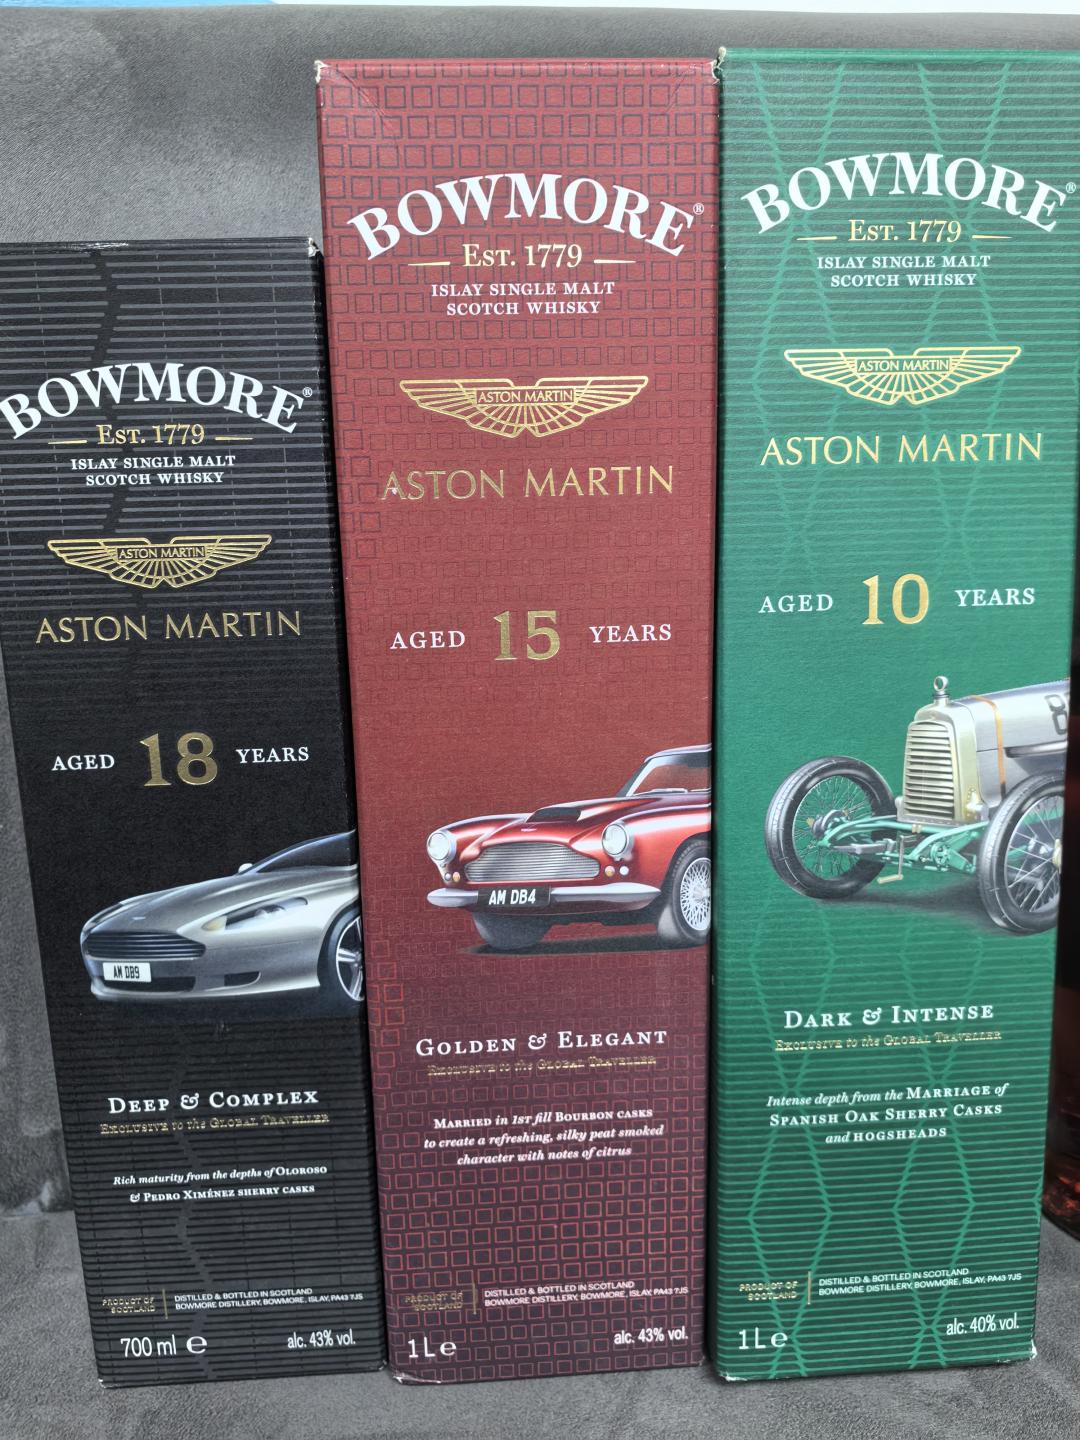 BOWMORE®
EST. 1779
ISLAY SINGLE MALT
SCOTCH WHISKY
ASTON MARTIN
ASTON MARTIN
AGED 18 YEARS
AM DB9
DEEP & COMPLEX
EXCLUSIVE to the GLOBAL TRAVELLER
Rich maturity from the depths of OLOROSO
& PEDRO XIMÉNEZ SHERRY CASKS
PRODUCT OF
SCOTLAND
DISTILLED & BOTTLED IN SCOTLAND
BOWMORE DISTILLERY, BOWMORE, ISLAY, PA43 7JS
700 ml e
alc. 43% vol.
BOWMORE®
EST. 1779
ISLAY SINGLE MALT
SCOTCH WHISKY
ASTON MARTIN
ASTON MARTIN
AGED 15 YEARS
AM DB4
GOLDEN & ELEGANT
EXCLUSIVE to the GLOBAL TRAVELLER
MARRIED in 1ST fill BOURBON CASKS
to create a refreshing, silky peat smoked
character with notes of citrus
PRODUCT OF
SCOTLAND
DISTILLED & BOTTLED IN SCOTLAND
BOWMORE DISTILLERY, BOWMORE, ISLAY, PA43 7JS
1 L e
alc. 43% vol.
BOWMORE®
EST. 1779
ISLAY SINGLE MALT
SCOTCH WHISKY
ASTON MARTIN
ASTON MARTIN
AGED 10 YEARS
DARK & INTENSE
EXCLUSIVE to the GLOBAL TRAVELLER
Intense depth from the MARRIAGE of
SPANISH OAK SHERRY CASKS
and HOGSHEADS
PRODUCT OF
SCOTLAND
DISTILLED & BOTTLED IN SCOTLAND
BOWMORE DISTILLERY, BOWMORE, ISLAY, PA43 7JS
1 L e
alc. 40% vol.